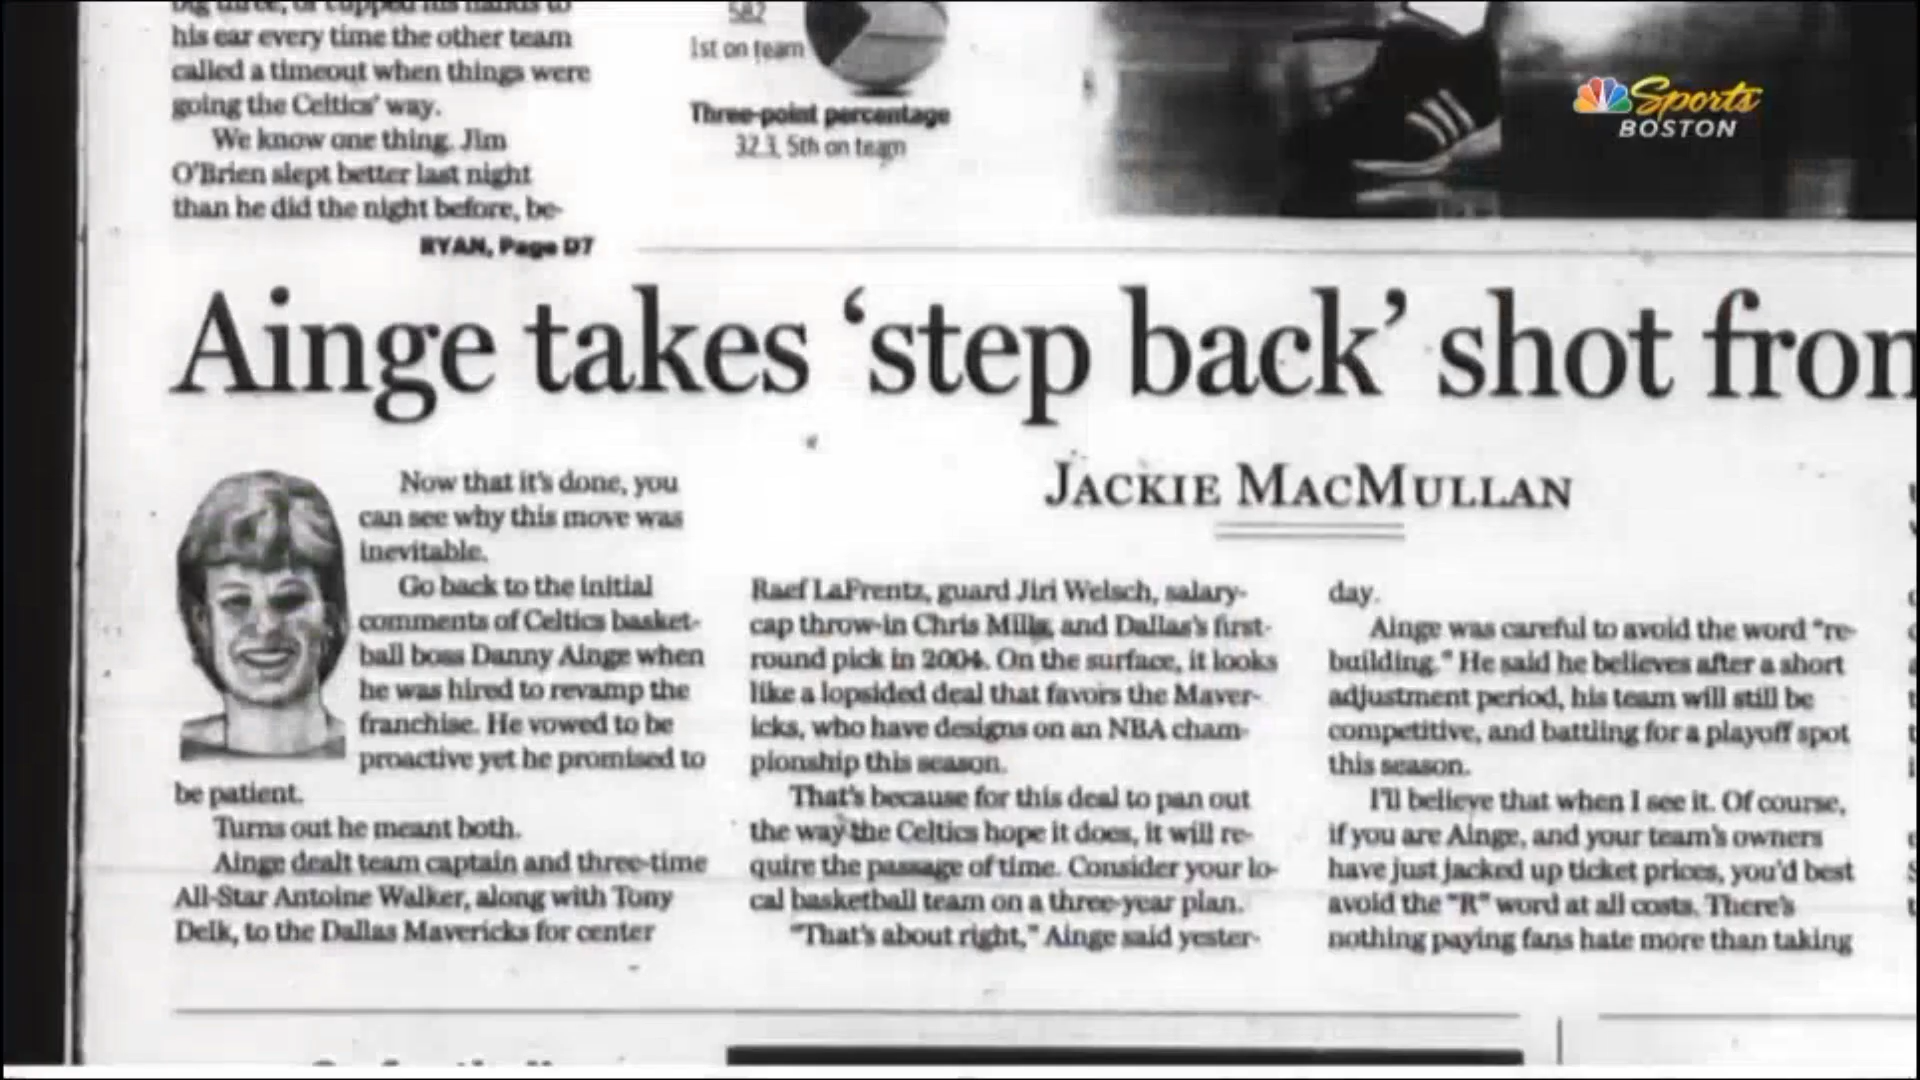 his ear every time the other team
called a timeout when things were
going the Celtics' way.
We know one thing. Jim
O'Brien slept better last night
than he did the night before, be-
RYAN, Page D7
582
1st on team
Three-point percentage
32.3, 5th on team
Sports
BOSTON
Ainge takes 'step back' shot from
JACKIE MACMULLAN
Now that it's done, you
can see why this move was
inevitable.
Go back to the initial
comments of Celtics basket-
ball boss Danny Ainge when
he was hired to revamp the
franchise. He vowed to be
proactive yet he promised to
be patient.
Turns out he meant both.
Ainge dealt team captain and three-time
All-Star Antoine Walker, along with Tony
Delk, to the Dallas Mavericks for center
Raef LaFrentz, guard Jiri Welsch, salary-
cap throw-in Chris Mills, and Dallas's first-
round pick in 2004. On the surface, it looks
like a lopsided deal that favors the Maver-
icks, who have designs on an NBA cham-
pionship this season.
That's because for this deal to pan out
the way the Celtics hope it does, it will re-
quire the passage of time. Consider your lo-
cal basketball team on a three-year plan.
"That's about right," Ainge said yester-
day.
Ainge was careful to avoid the word "re-
building." He said he believes after a short
adjustment period, his team will still be
competitive, and battling for a playoff spot
this season.
I'll believe that when I see it. Of course,
if you are Ainge, and your team's owners
have just jacked up ticket prices, you'd best
avoid the "R" word at all costs. There's
nothing paying fans hate more than taking